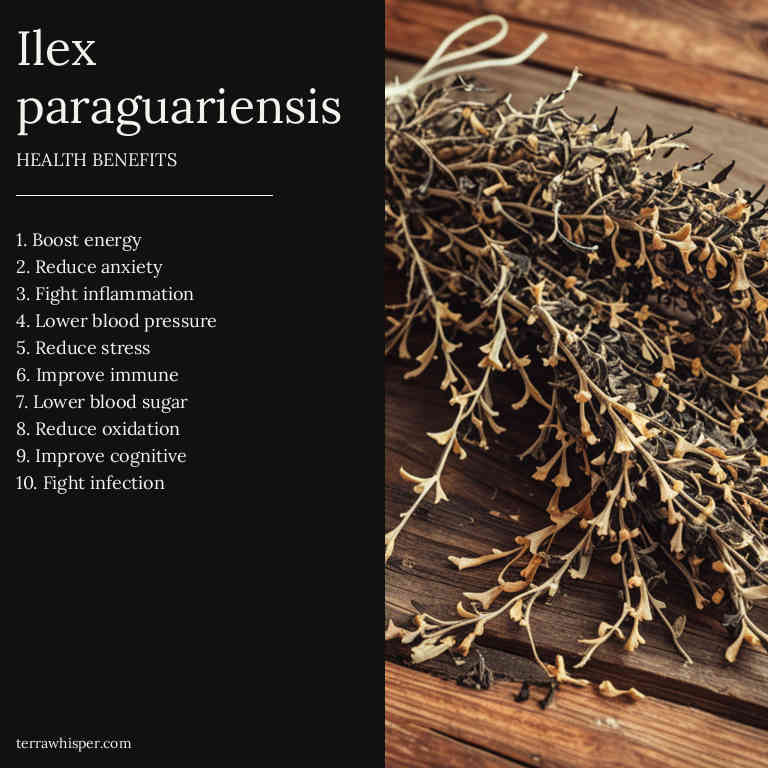 Ilex
paraguariensis
HEALTH BENEFITS
1. Boost energy
2. Reduce anxiety
3. Fight inflammation
4. Lower blood pressure
5. Reduce stress
6. Improve immune
7. Lower blood sugar
8. Reduce oxidation
9. Improve cognitive
10. Fight infection
terrawhisper.com